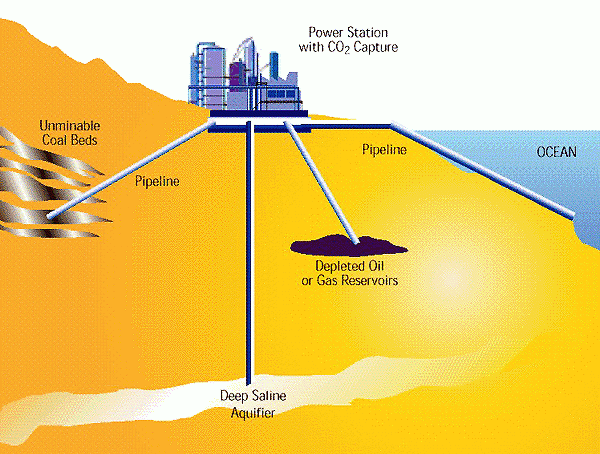 Power Station
with CO2 Capture
Unminable
Coal Beds
Pipeline
OCEAN
Pipeline
Depleted Oil
or Gas Reservoirs
Deep Saline
Aquifier